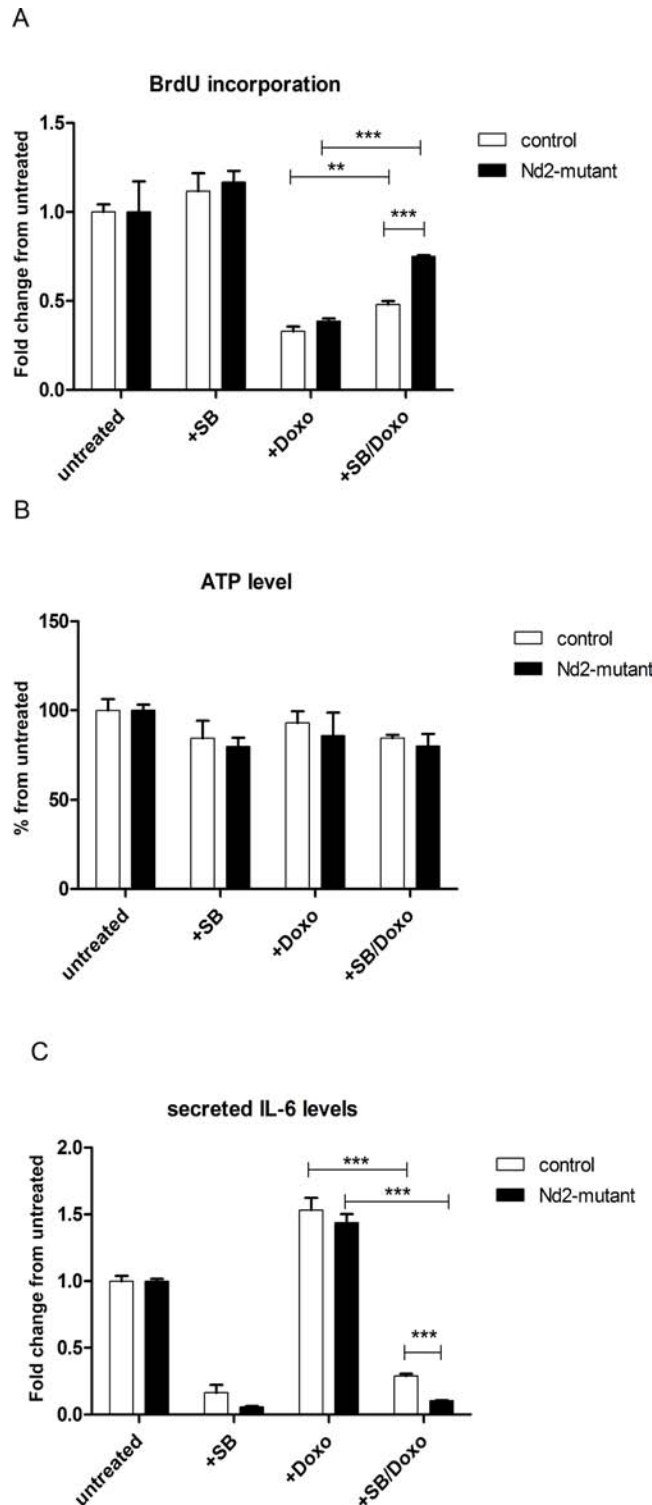 A
BrdU incorporation
Fold change from untreated
1.5
1.0
0.5
0.0
***
**
***
control
Nd2-mutant
untreated
+SB
+Doxo
+SB/Doxo
B
ATP level
% from untreated
150
100
50
0
control
Nd2-mutant
untreated
+SB
+Doxo
+SB/Doxo
C
secreted IL-6 levels
Fold change from untreated
2.0
1.5
1.0
0.5
0.0
***
***
***
control
Nd2-mutant
untreated
+SB
+Doxo
+SB/Doxo